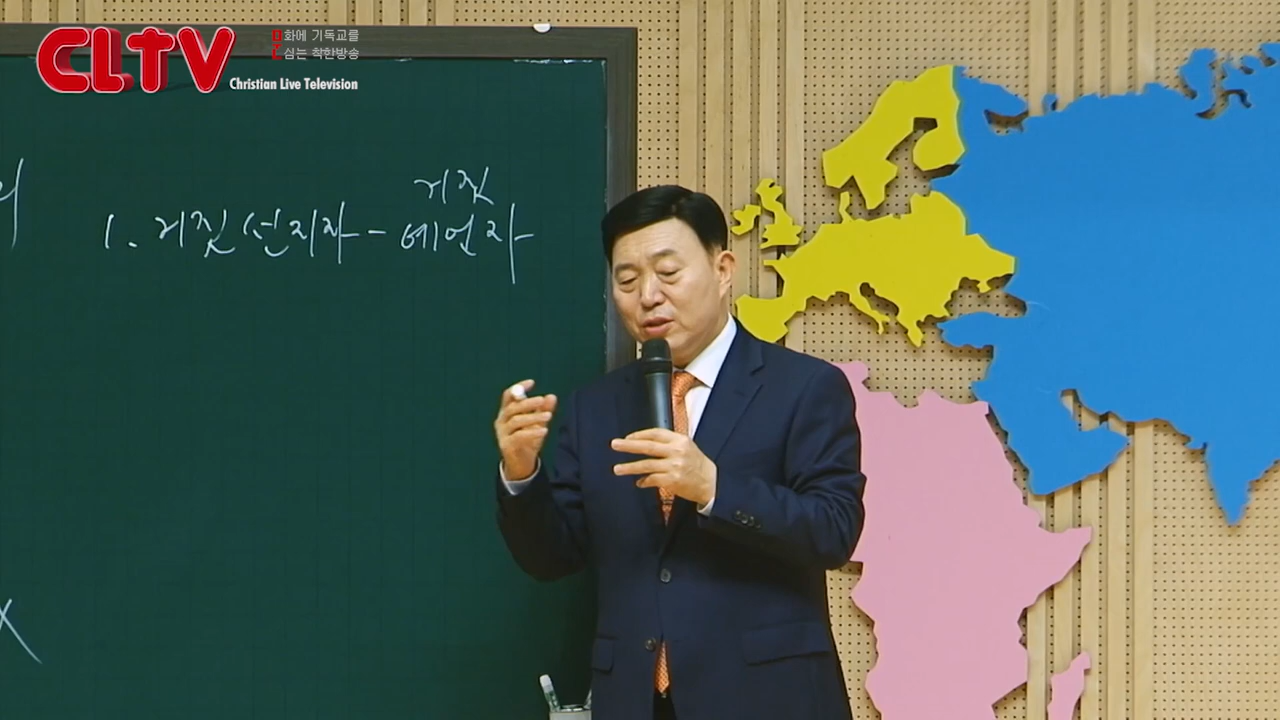 CLTV
문화에 기독교를
심는 착한방송
Christian Live Television
거짓
1. 거짓선지자 - 예언자